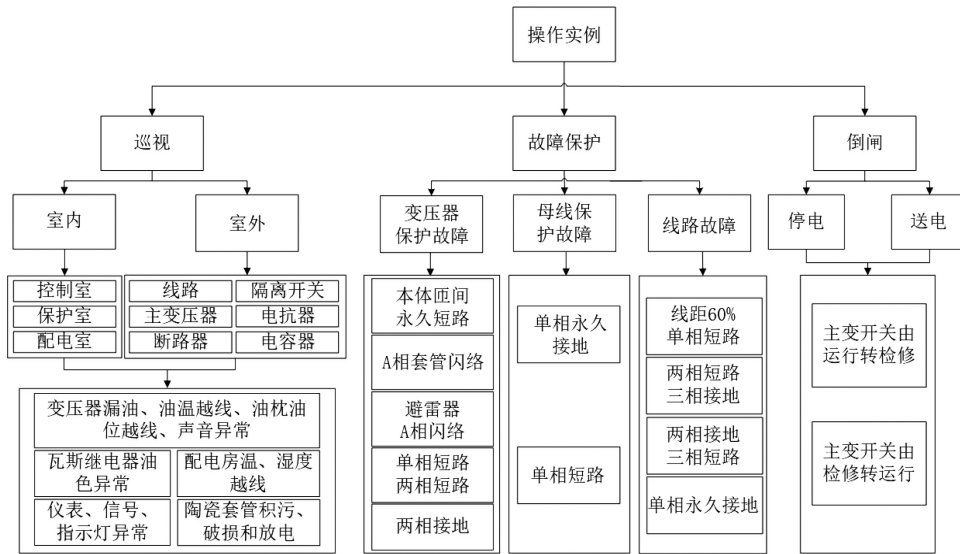 操作实例
巡视
故障保护
倒闸
室内
室外
变压器
保护故障
母线保
护故障
线路故障
停电
送电
控制室
保护室
配电室
线路
隔离开关
主变压器
电抗器
断路器
电容器
变压器漏油、油温越线、油枕油
位越线、声音异常
瓦斯继电器油
色异常
配电房温、湿度
越线
仪表、信号、
指示灯异常
陶瓷套管积污、
破损和放电
本体匝间
永久短路
A相套管闪络
避雷器
A相闪络
单相短路
两相短路
两相接地
单相永久
接地
单相短路
线距60%
单相短路
两相短路
三相接地
两相接地
三相短路
单相永久接地
主变开关由
运行转检修
主变开关由
检修转运行